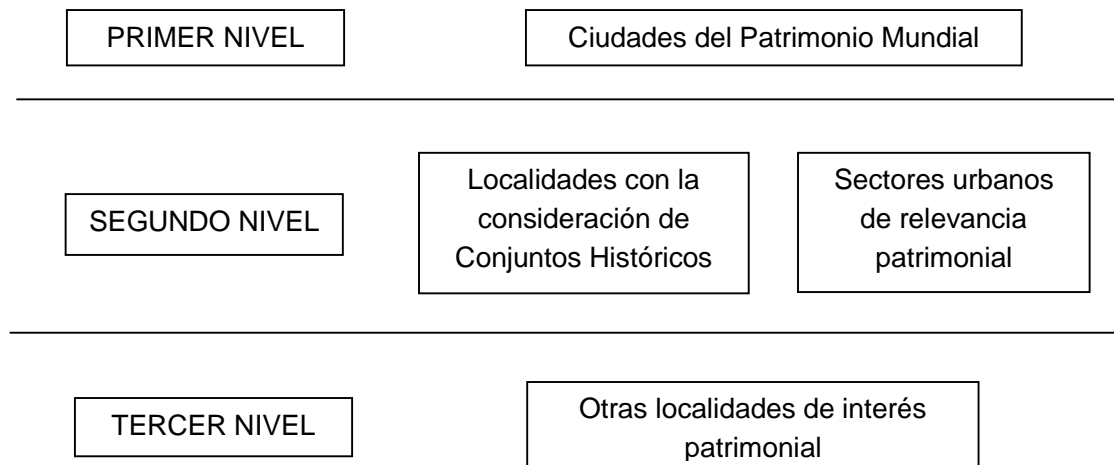 PRIMER NIVEL
Ciudades del Patrimonio Mundial
SEGUNDO NIVEL
Localidades con la
consideración de
Conjuntos Históricos
Sectores urbanos
de relevancia
patrimonial
TERCER NIVEL
Otras localidades de interés
patrimonial